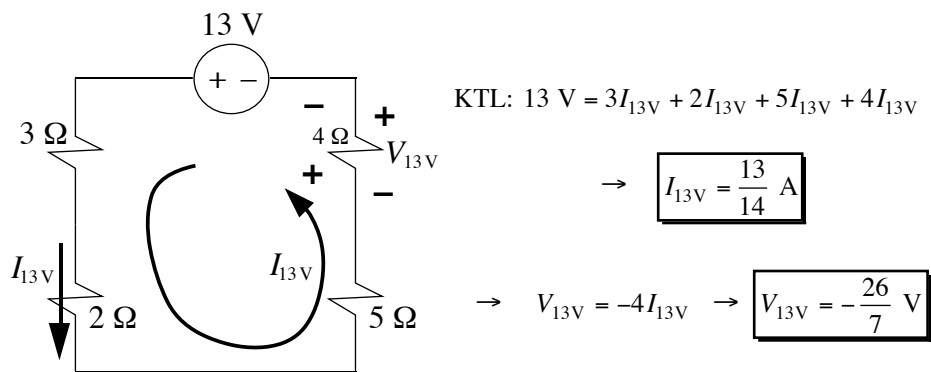 13 V
+ −
3 Ω
−
4 Ω
+
+
V13V
−
I13V
2 Ω
I13V
5 Ω
KTL: 13 V = 3I13V + 2I13V + 5I13V + 4I13V
→ I13V = 13/14 A
→ V13V = −4I13V → V13V = −26/7 V